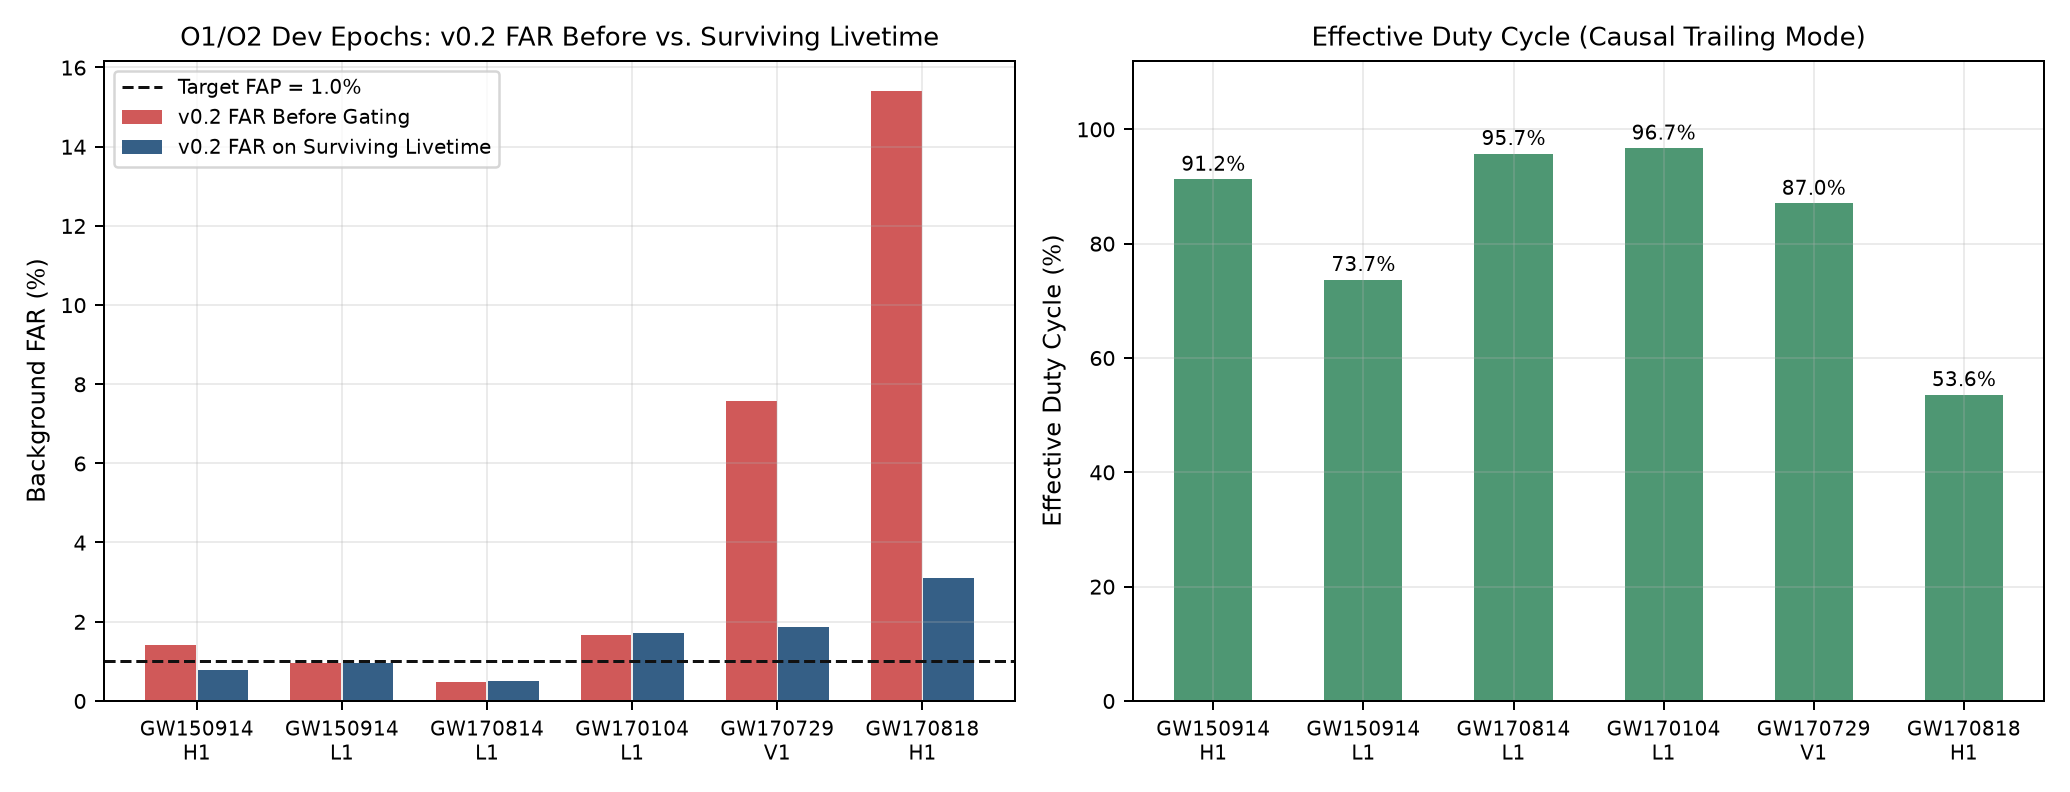 O1/O2 Dev Epochs: v0.2 FAR Before vs. Surviving Livetime
Target FAP = 1.0%
v0.2 FAR Before Gating
v0.2 FAR on Surviving Livetime
Background FAR (%)
16
14
12
10
8
6
4
2
0
GW150914
H1
GW150914
L1
GW170814
L1
GW170104
L1
GW170729
V1
GW170818
H1
Effective Duty Cycle (Causal Trailing Mode)
Effective Duty Cycle (%)
100
80
60
40
20
0
91.2%
73.7%
95.7%
96.7%
87.0%
53.6%
GW150914
H1
GW150914
L1
GW170814
L1
GW170104
L1
GW170729
V1
GW170818
H1